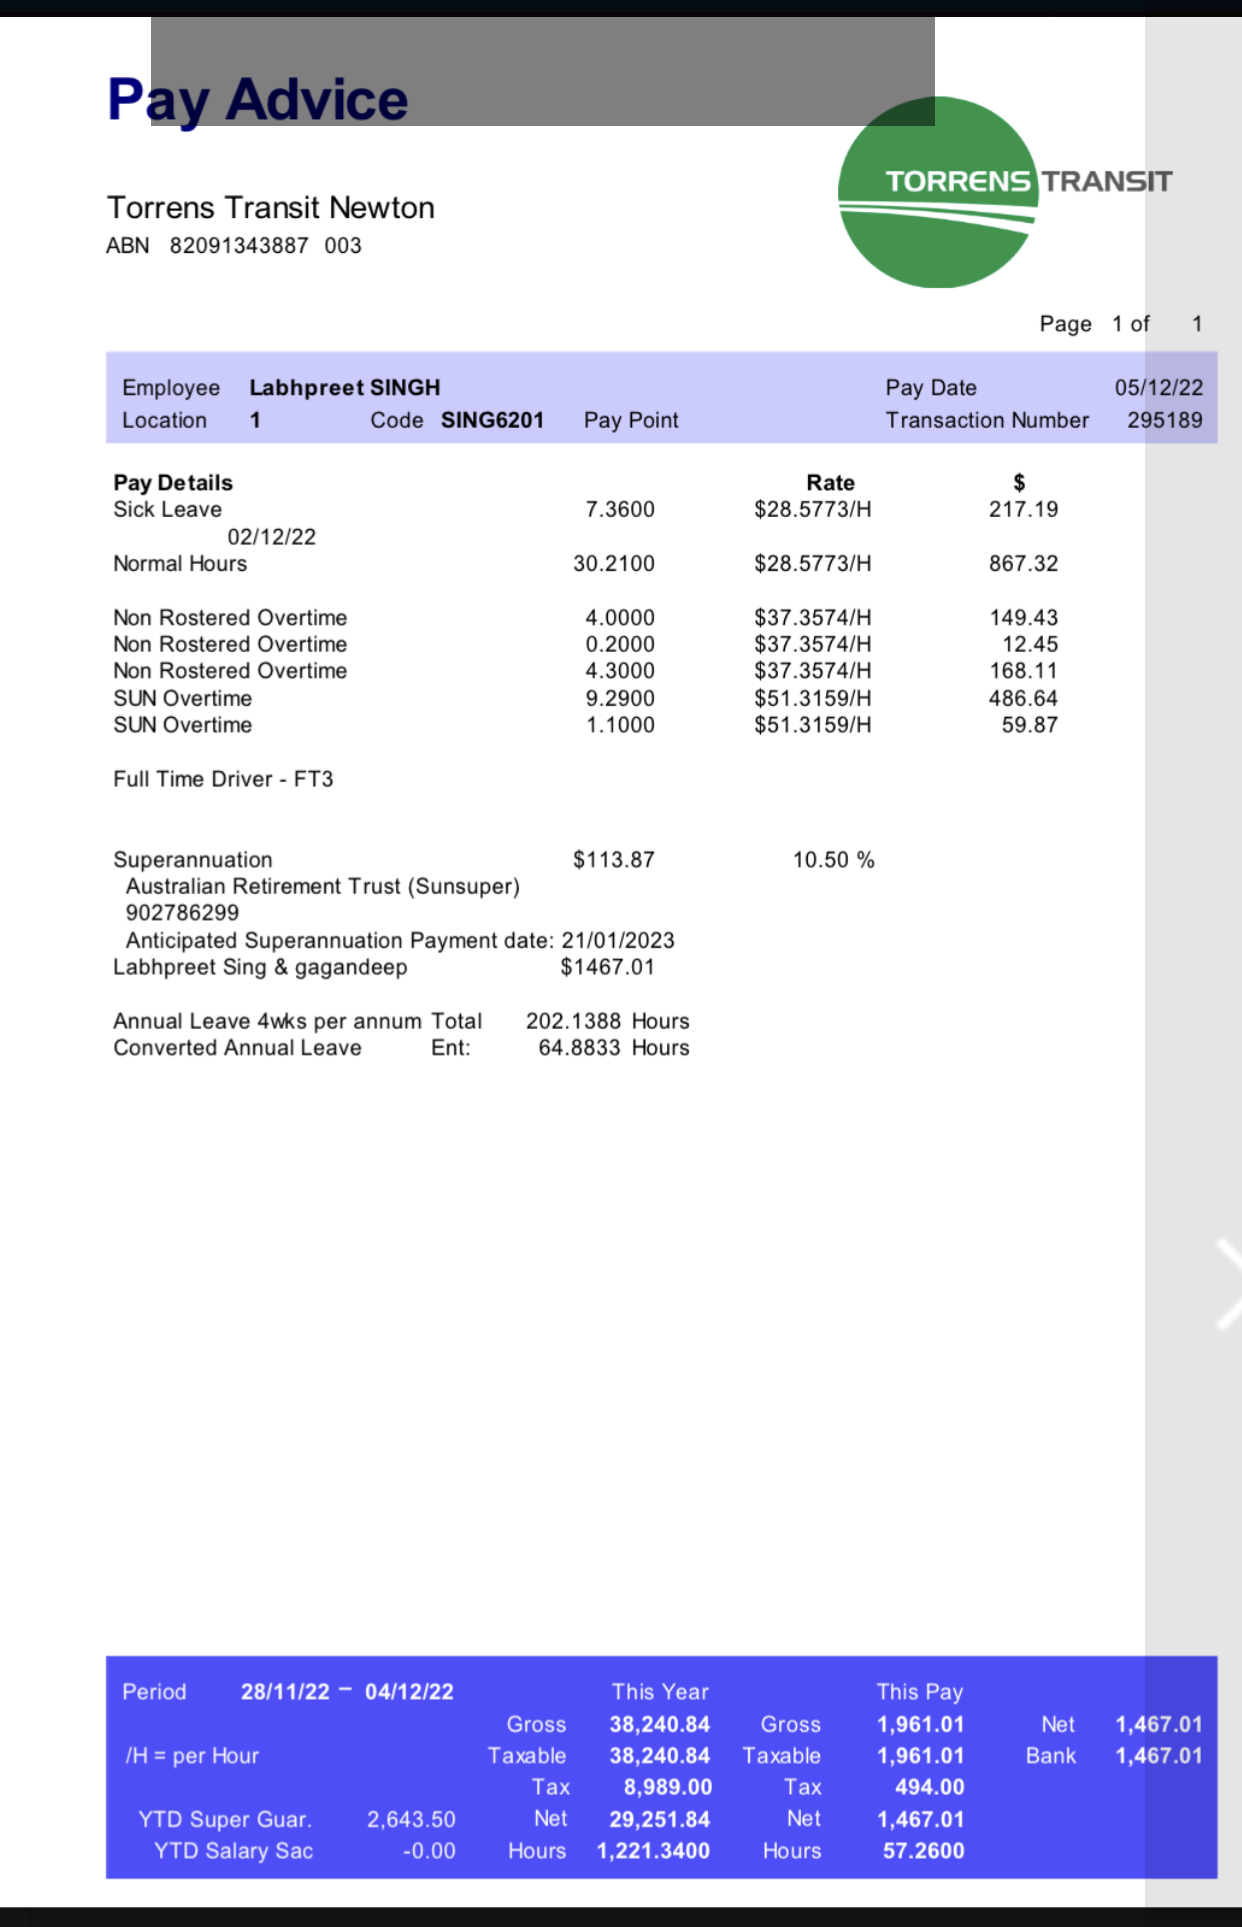 Pay Advice
TORRENS TRANSIT
Torrens Transit Newton
ABN 82091343887 003
Page 1 of 1
Employee Labhpreet SINGH Pay Date 05/12/22
Location 1 Code SING6201 Pay Point Transaction Number 295189
Pay Details Rate $
Sick Leave 7.3600 $28.5773/H 217.19
02/12/22
Normal Hours 30.2100 $28.5773/H 867.32
Non Rostered Overtime 4.0000 $37.3574/H 149.43
Non Rostered Overtime 0.2000 $37.3574/H 12.45
Non Rostered Overtime 4.3000 $37.3574/H 168.11
SUN Overtime 9.2900 $51.3159/H 486.64
SUN Overtime 1.1000 $51.3159/H 59.87
Full Time Driver - FT3
Superannuation $113.87 10.50 %
Australian Retirement Trust (Sunsuper)
902786299
Anticipated Superannuation Payment date: 21/01/2023
Labhpreet Sing & gagandeep $1467.01
Annual Leave 4wks per annum Total 202.1388 Hours
Converted Annual Leave Ent: 64.8833 Hours
Period 28/11/22 – 04/12/22 This Year This Pay
Gross 38,240.84 Gross 1,961.01 Net 1,467.01
/H = per Hour Taxable 38,240.84 Taxable 1,961.01 Bank 1,467.01
Tax 8,989.00 Tax 494.00
YTD Super Guar. 2,643.50 Net 29,251.84 Net 1,467.01
YTD Salary Sac -0.00 Hours 1,221.3400 Hours 57.2600